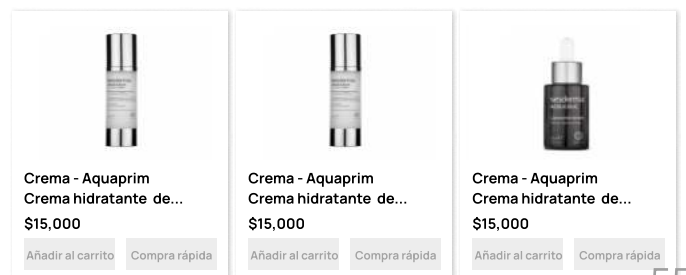 Crema - Aquaprim
Crema hidratante de...
$15,000
Añadir al carrito Compra rápida
Crema - Aquaprim
Crema hidratante de...
$15,000
Añadir al carrito Compra rápida
sesderma
Crema - Aquaprim
Crema hidratante de...
$15,000
Añadir al carrito Compra rápida